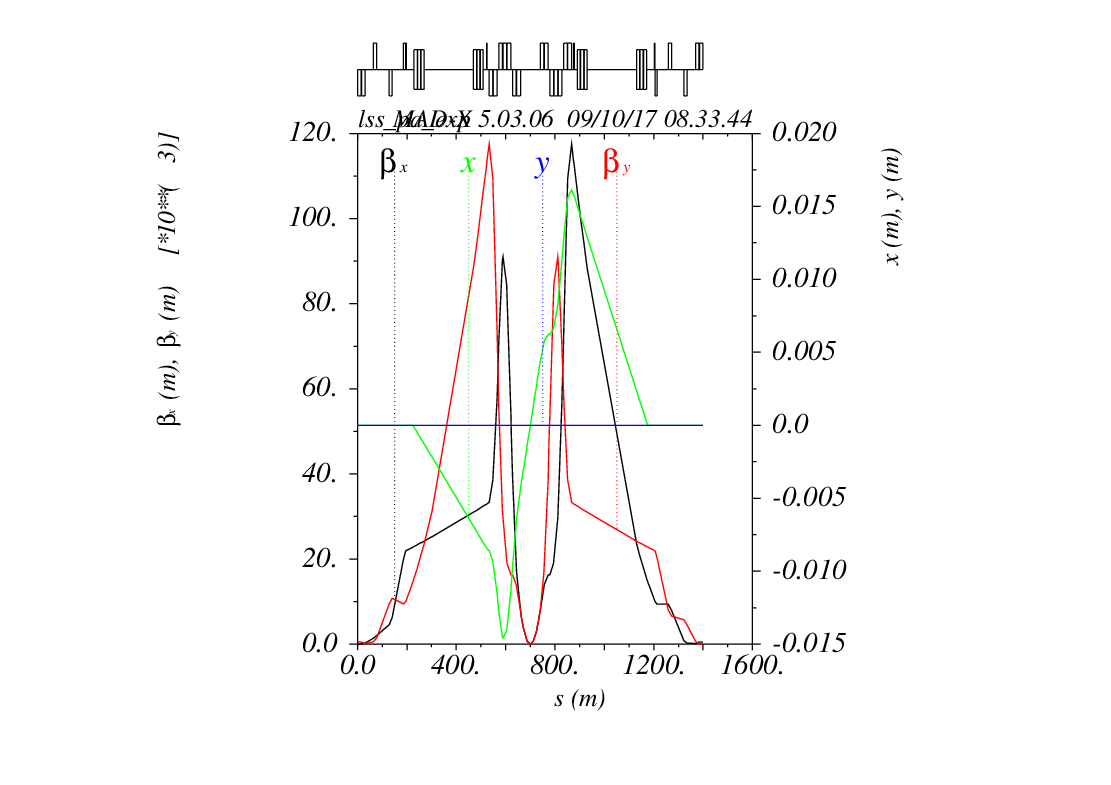 MAD-X 5.03.06 09/10/17 08.33.44
120.
100.
80.
60.
40.
20.
0.0
0.020
0.015
0.010
0.005
0.0
-0.005
-0.010
-0.015
βx
x
y
βy
0.0 400. 800. 1200. 1600.
s (m)
βx (m), βy (m) [*10**( 3)]
x (m), y (m)